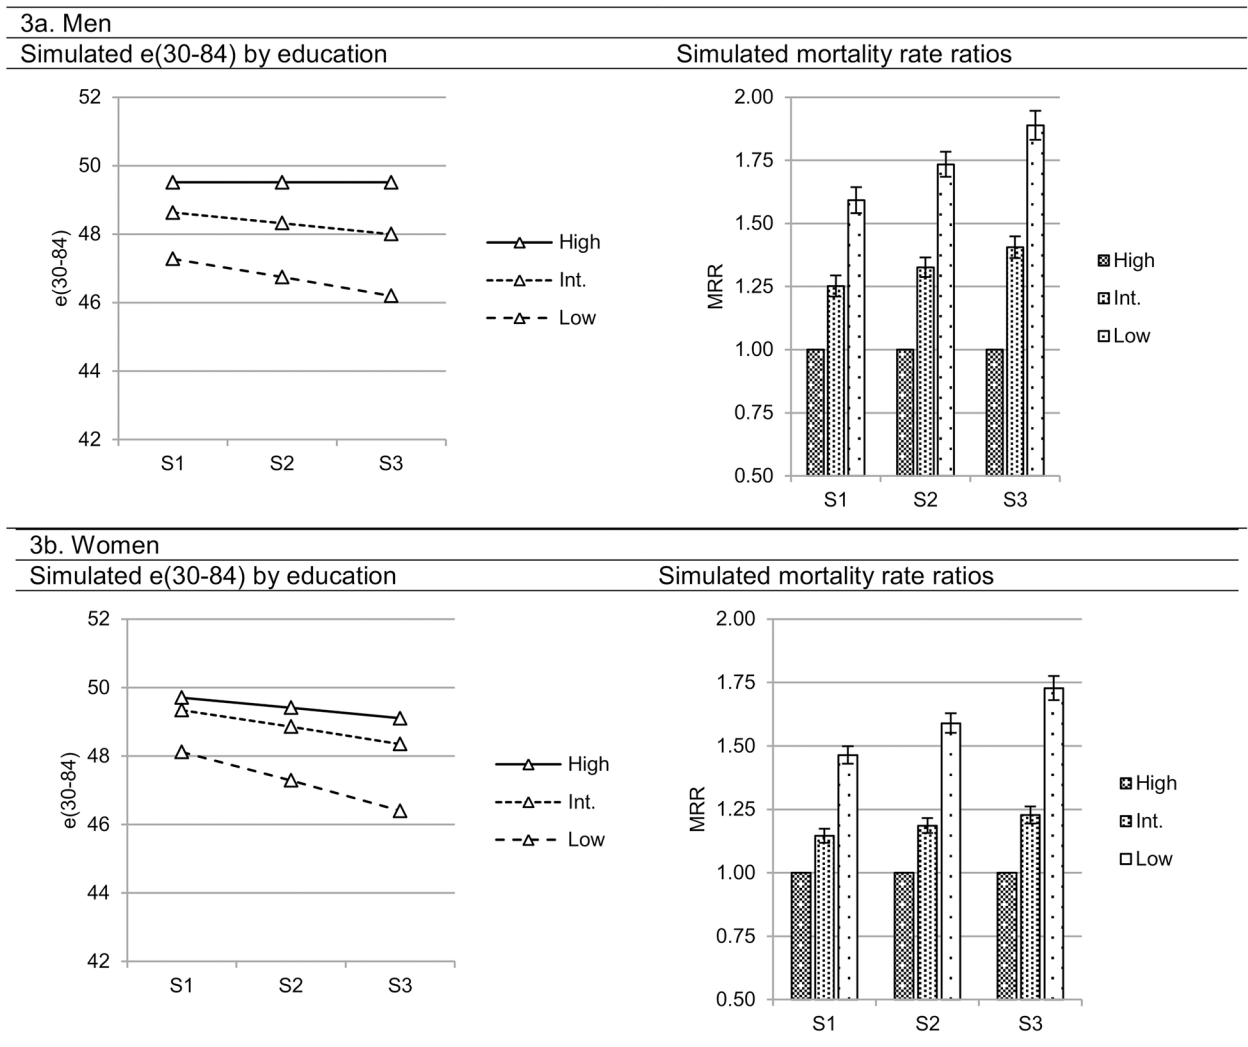 3a. Men
Simulated e(30-84) by education
Simulated mortality rate ratios
52
50
48
46
44
42
e(30-84)
S1 S2 S3
High
Int.
Low
2.00
1.75
1.50
1.25
1.00
0.75
0.50
MRR
S1 S2 S3
High
Int.
Low
3b. Women
Simulated e(30-84) by education
Simulated mortality rate ratios
52
50
48
46
44
42
e(30-84)
S1 S2 S3
High
Int.
Low
2.00
1.75
1.50
1.25
1.00
0.75
0.50
MRR
S1 S2 S3
High
Int.
Low